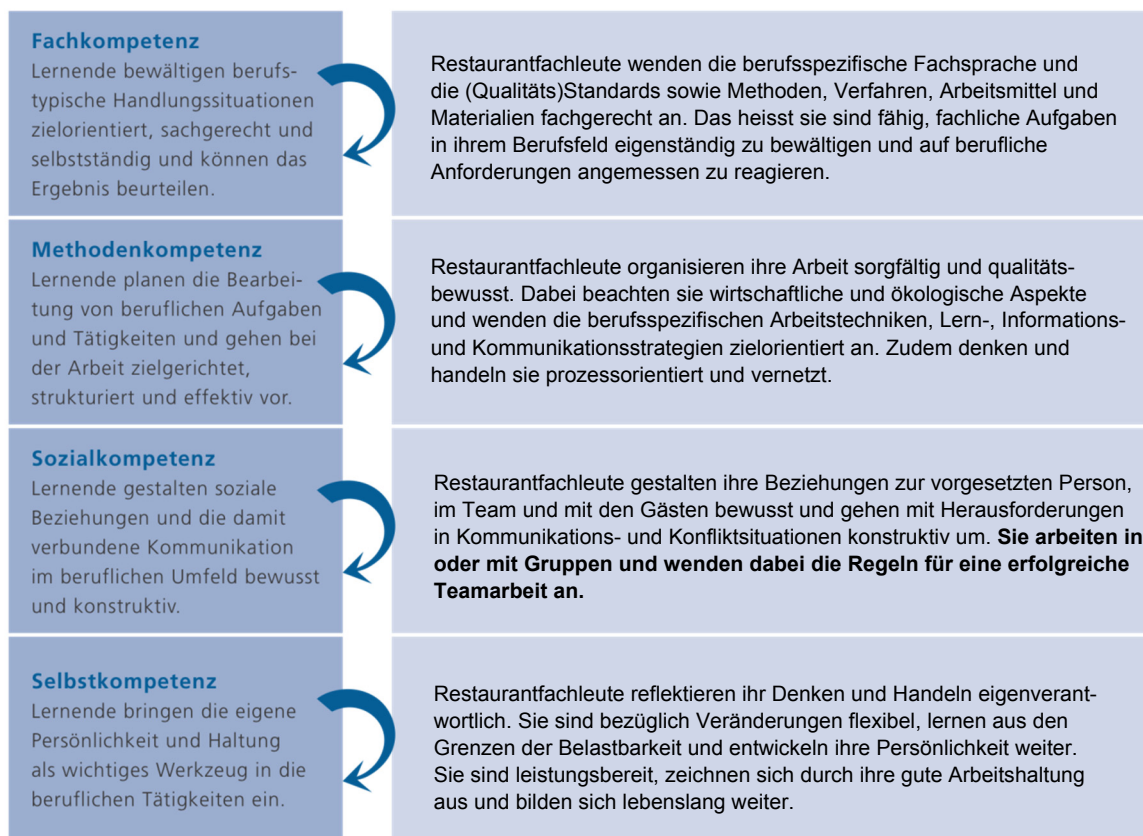 Fachkompetenz
Lernende bewältigen berufs-
typische Handlungssituationen
zielorientiert, sachgerecht und
selbstständig und können das
Ergebnis beurteilen.
Restaurantfachleute wenden die berufsspezifische Fachsprache und
die (Qualitäts)Standards sowie Methoden, Verfahren, Arbeitsmittel und
Materialien fachgerecht an. Das heisst sie sind fähig, fachliche Aufgaben
in ihrem Berufsfeld eigenständig zu bewältigen und auf berufliche
Anforderungen angemessen zu reagieren.
Methodenkompetenz
Lernende planen die Bearbei-
tung von beruflichen Aufgaben
und Tätigkeiten und gehen bei
der Arbeit zielgerichtet,
strukturiert und effektiv vor.
Restaurantfachleute organisieren ihre Arbeit sorgfältig und qualitäts-
bewusst. Dabei beachten sie wirtschaftliche und ökologische Aspekte
und wenden die berufsspezifischen Arbeitstechniken, Lern-, Informations-
und Kommunikationsstrategien zielorientiert an. Zudem denken und
handeln sie prozessorientiert und vernetzt.
Sozialkompetenz
Lernende gestalten soziale
Beziehungen und die damit
verbundene Kommunikation
im beruflichen Umfeld bewusst
und konstruktiv.
Restaurantfachleute gestalten ihre Beziehungen zur vorgesetzten Person,
im Team und mit den Gästen bewusst und gehen mit Herausforderungen
in Kommunikations- und Konfliktsituationen konstruktiv um. Sie arbeiten in
oder mit Gruppen und wenden dabei die Regeln für eine erfolgreiche
Teamarbeit an.
Selbstkompetenz
Lernende bringen die eigene
Persönlichkeit und Haltung
als wichtiges Werkzeug in die
beruflichen Tätigkeiten ein.
Restaurantfachleute reflektieren ihr Denken und Handeln eigenverant-
wortlich. Sie sind bezüglich Veränderungen flexibel, lernen aus den
Grenzen der Belastbarkeit und entwickeln ihre Persönlichkeit weiter.
Sie sind leistungsbereit, zeichnen sich durch ihre gute Arbeitshaltung
aus und bilden sich lebenslang weiter.